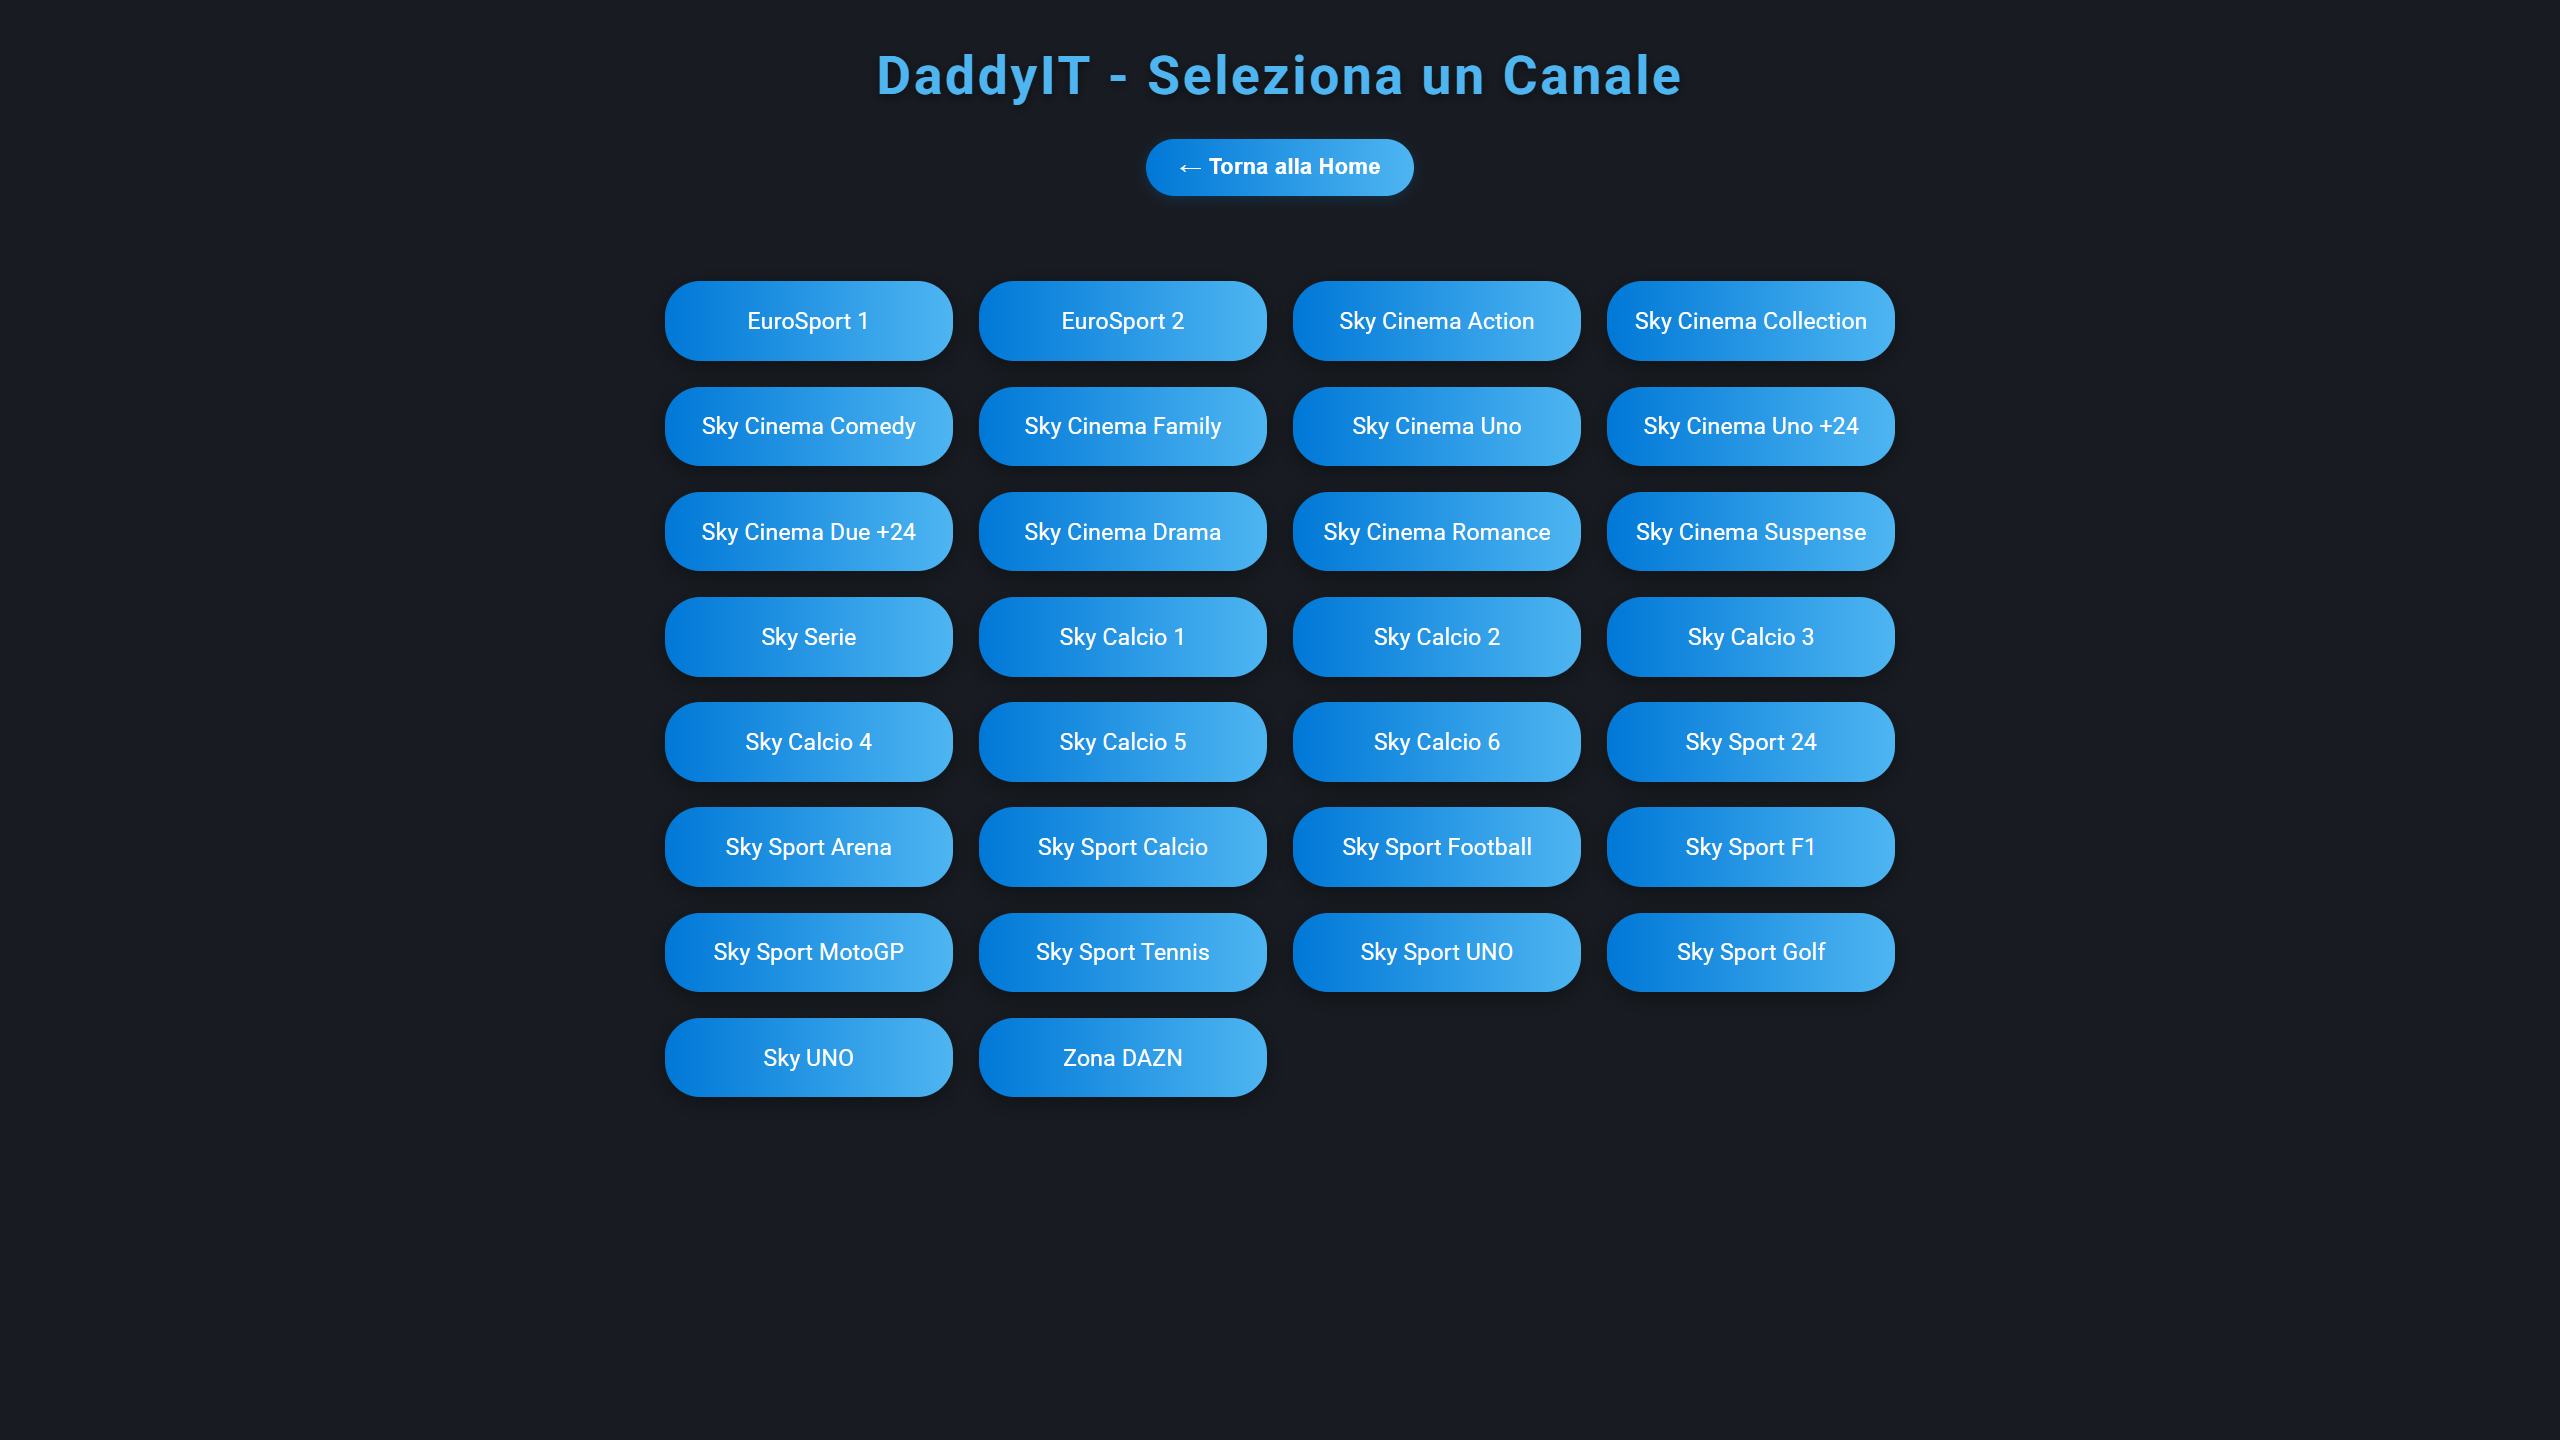 DaddyIT - Seleziona un Canale
← Torna alla Home
EuroSport 1
EuroSport 2
Sky Cinema Action
Sky Cinema Collection
Sky Cinema Comedy
Sky Cinema Family
Sky Cinema Uno
Sky Cinema Uno +24
Sky Cinema Due +24
Sky Cinema Drama
Sky Cinema Romance
Sky Cinema Suspense
Sky Serie
Sky Calcio 1
Sky Calcio 2
Sky Calcio 3
Sky Calcio 4
Sky Calcio 5
Sky Calcio 6
Sky Sport 24
Sky Sport Arena
Sky Sport Calcio
Sky Sport Football
Sky Sport F1
Sky Sport MotoGP
Sky Sport Tennis
Sky Sport UNO
Sky Sport Golf
Sky UNO
Zona DAZN